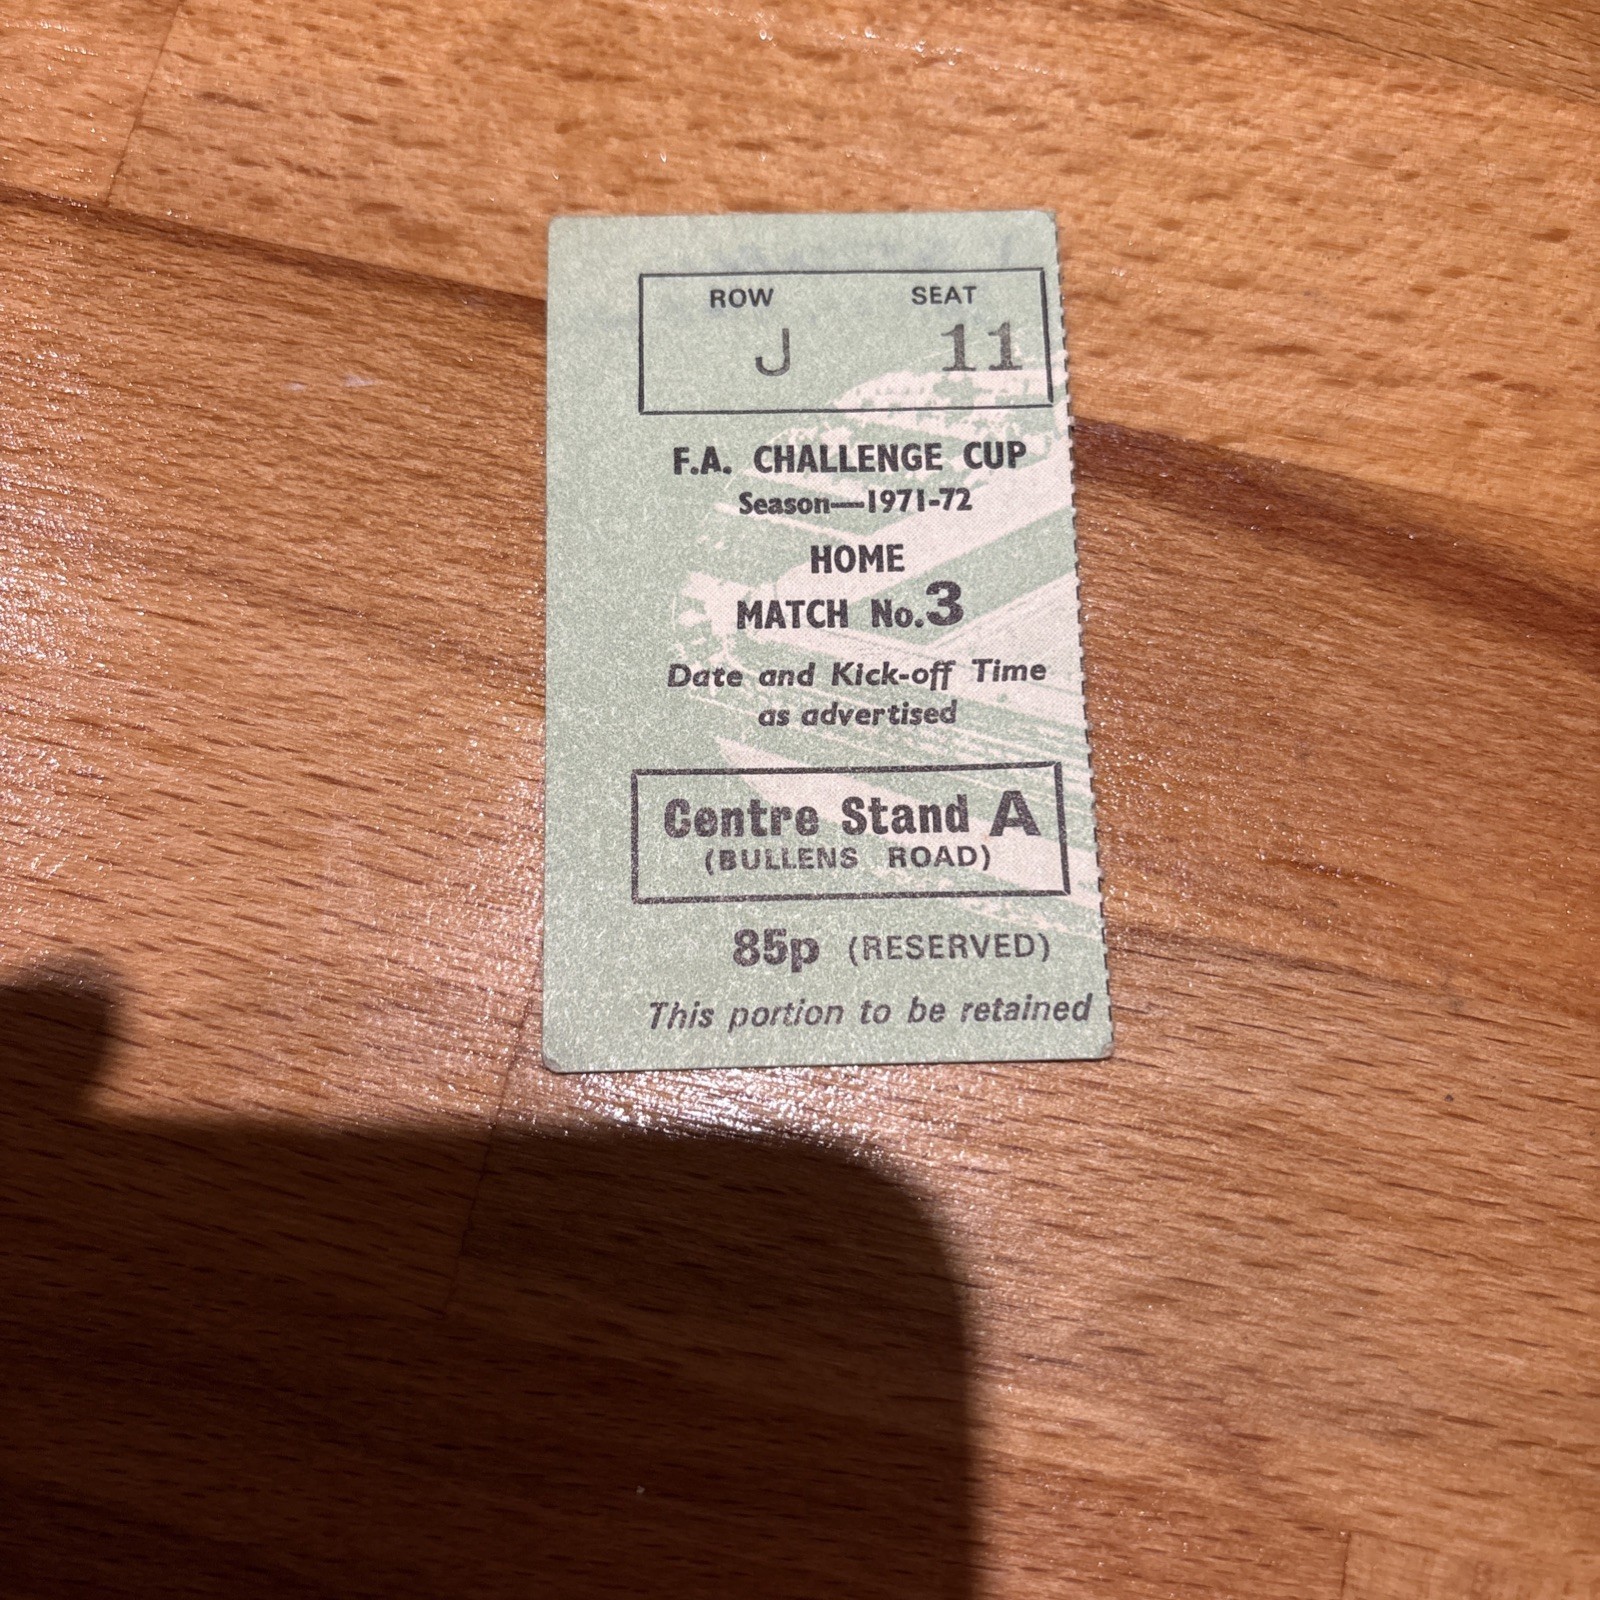 ROW SEAT
J 11
F.A. CHALLENGE CUP
Season—1971-72
HOME
MATCH No. 3
Date and Kick-off Time
as advertised
Centre Stand A
(BULLENS ROAD)
85p (RESERVED)
This portion to be retained